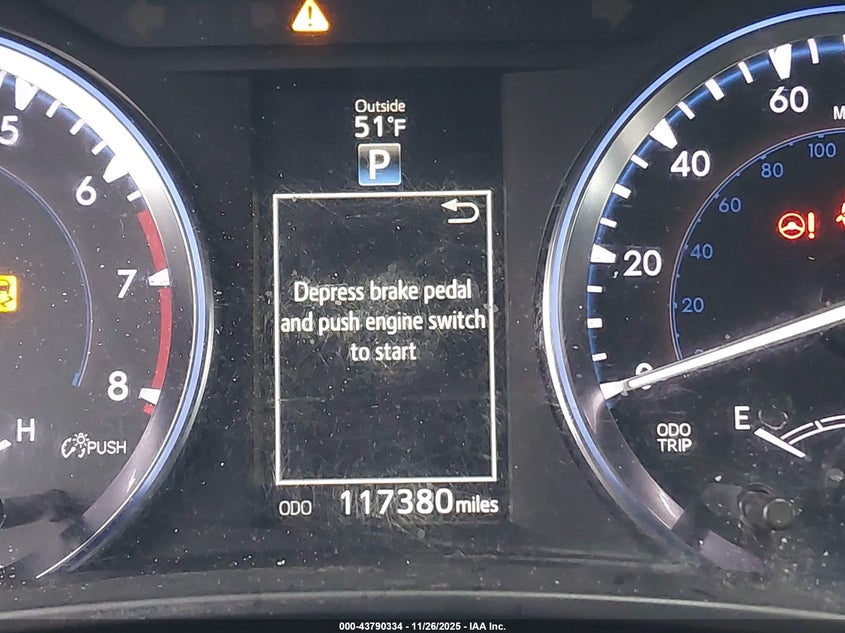 Outside
51°F
P
Depress brake pedal
and push engine switch
to start
ODO 117380 miles
5
6
7
8
H
PUSH
60
40
20
0
M
100
80
60
40
20
ODO
TRIP
E
000-43790334 - 11/26/2025 - IAA Inc.